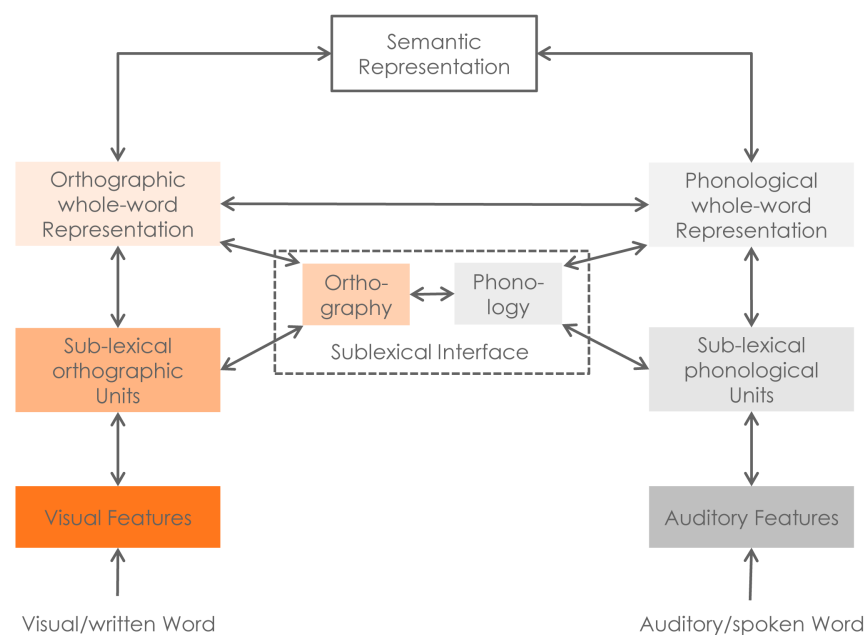 Semantic
Representation
Orthographic
whole-word
Representation
Phonological
whole-word
Representation
Ortho-
graphy
Phono-
logy
Sublexical Interface
Sub-lexical
orthographic
Units
Sub-lexical
phonological
Units
Visual Features
Auditory Features
Visual/written Word
Auditory/spoken Word